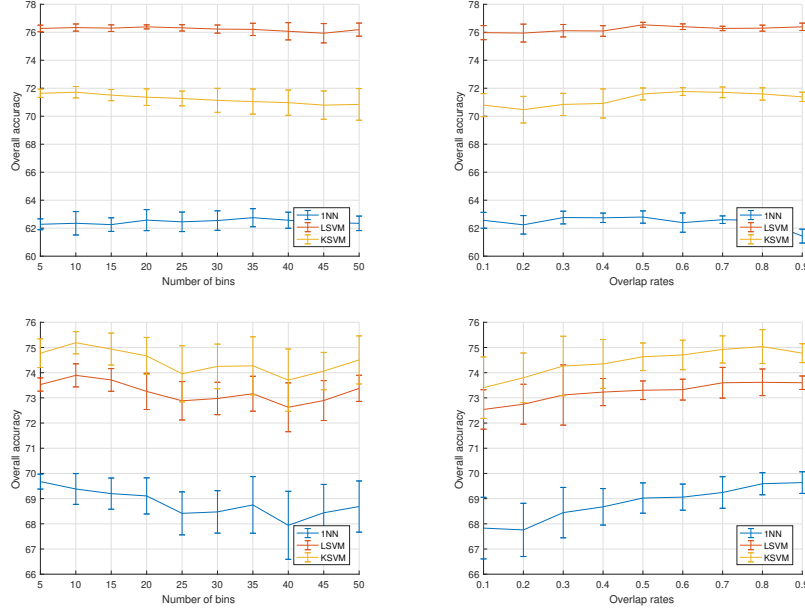 78
76
74
72
70
68
66
64
62
60
Overall accuracy
5 10 15 20 25 30 35 40 45 50
Number of bins
1NN
LSVM
KSVM
78
76
74
72
70
68
66
64
62
60
Overall accuracy
0.1 0.2 0.3 0.4 0.5 0.6 0.7 0.8 0.9
Overlap rates
1NN
LSVM
KSVM
76
75
74
73
72
71
70
69
68
67
66
Overall accuracy
5 10 15 20 25 30 35 40 45 50
Number of bins
1NN
LSVM
KSVM
76
75
74
73
72
71
70
69
68
67
66
Overall accuracy
0.1 0.2 0.3 0.4 0.5 0.6 0.7 0.8 0.9
Overlap rates
1NN
LSVM
KSVM